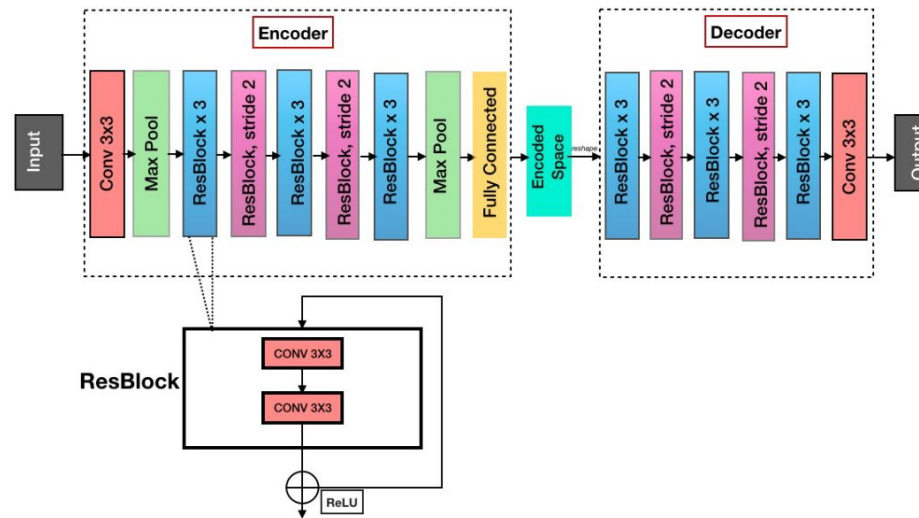 Encoder
Decoder
Input
Conv 3x3
Max Pool
ResBlock x 3
ResBlock, stride 2
ResBlock x 3
ResBlock, stride 2
ResBlock x 3
Max Pool
Fully Connected
Encoded
Space
reshape
ResBlock x 3
ResBlock, stride 2
ResBlock x 3
ResBlock, stride 2
ResBlock x 3
Conv 3x3
Output
ResBlock
CONV 3X3
CONV 3X3
ReLU